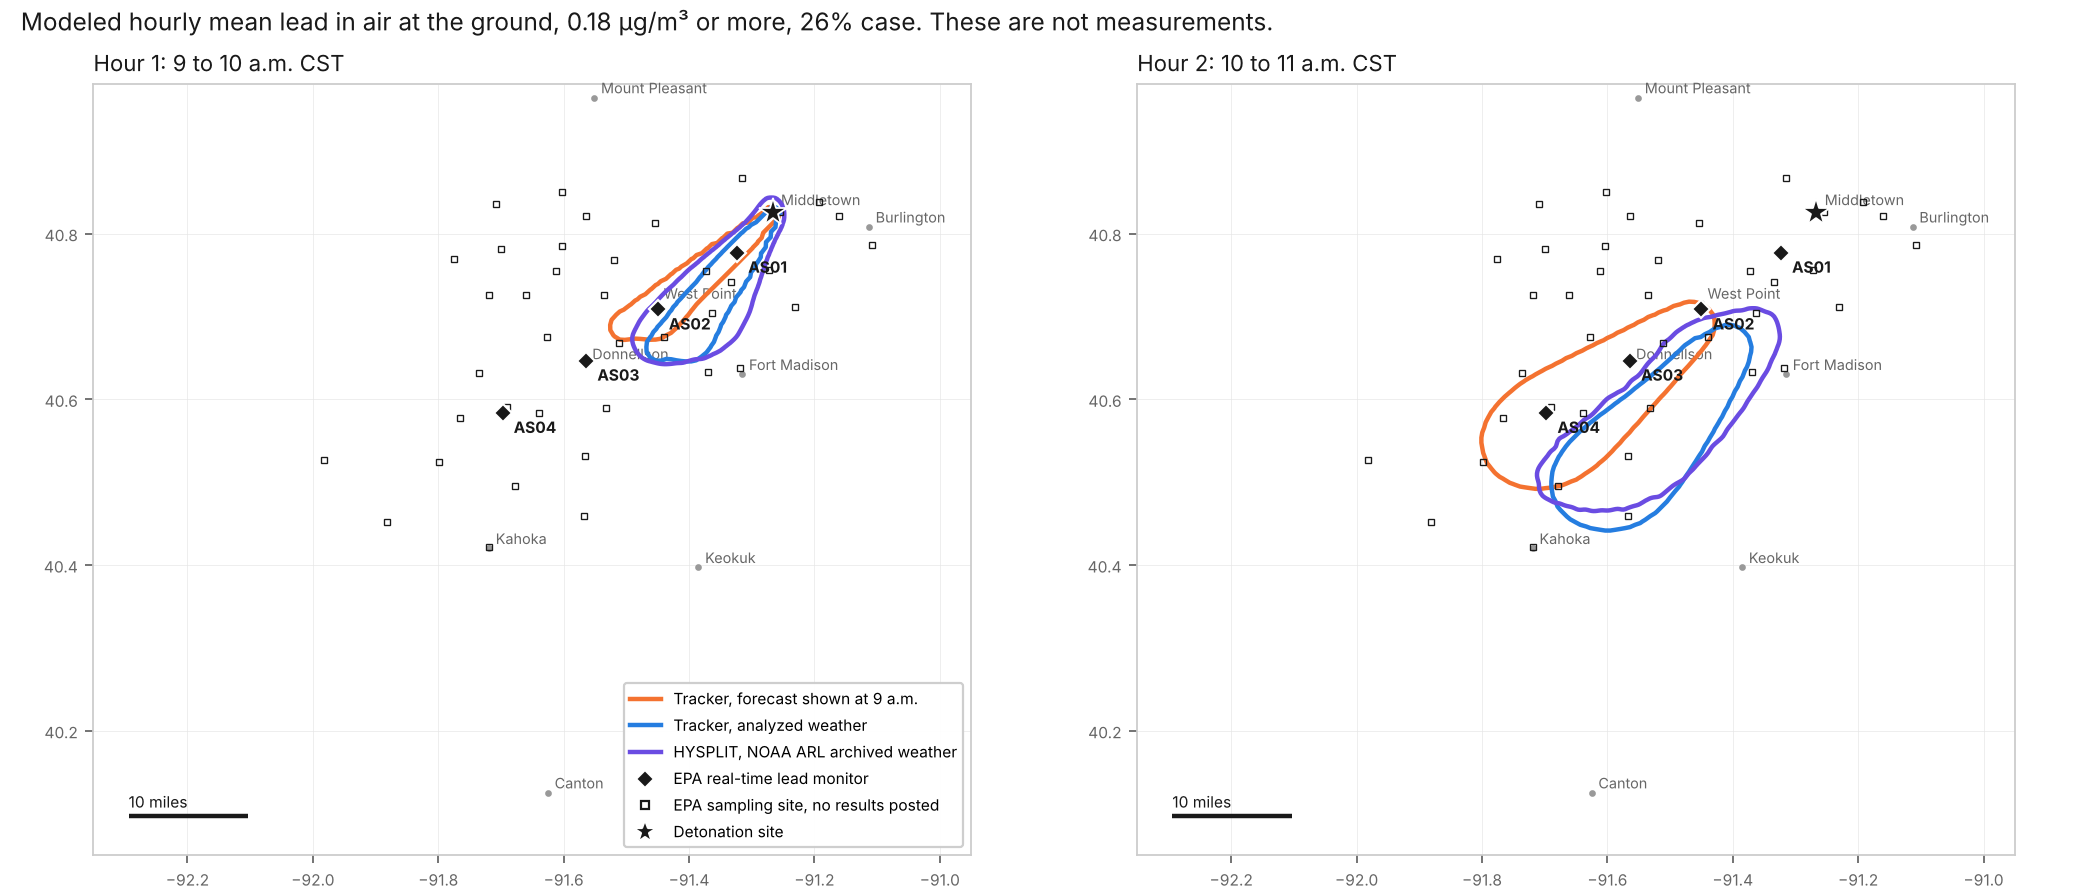 Modeled hourly mean lead in air at the ground, 0.18 µg/m³ or more, 26% case. These are not measurements.
Hour 1: 9 to 10 a.m. CST
Mount Pleasant
Middletown
Burlington
40.8
AS01
West Point
AS02
Donnellson
Fort Madison
AS03
40.6
AS04
Kahoka
Keokuk
40.4
40.2
Tracker, forecast shown at 9 a.m.
Tracker, analyzed weather
HYSPLIT, NOAA ARL archived weather
EPA real-time lead monitor
EPA sampling site, no results posted
Detonation site
Canton
10 miles
−92.2 −92.0 −91.8 −91.6 −91.4 −91.2 −91.0
Hour 2: 10 to 11 a.m. CST
Mount Pleasant
Middletown
Burlington
40.8
AS01
West Point
AS02
Donnellson
Fort Madison
AS03
40.6
AS04
Kahoka
Keokuk
40.4
40.2
Canton
10 miles
−92.2 −92.0 −91.8 −91.6 −91.4 −91.2 −91.0